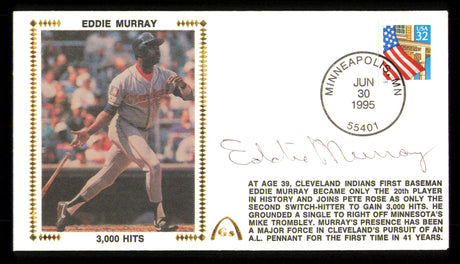 EDDIE MURRAY
3,000 HITS
USA
32
MINNEAPOLIS, MN
JUN
30
1995
55401
Eddie Murray
Gs
AT AGE 39, CLEVELAND INDIANS FIRST BASEMAN
EDDIE MURRAY BECAME ONLY THE 20th PLAYER
IN HISTORY AND JOINS PETE ROSE AS ONLY THE
SECOND SWITCH-HITTER TO GAIN 3,000 HITS. HE
GROUNDED A SINGLE TO RIGHT OFF MINNESOTA'S
MIKE TROMBLEY. MURRAY'S PRESENCE HAS BEEN
A MAJOR FORCE IN CLEVELAND'S PURSUIT OF AN
A.L. PENNANT FOR THE FIRST TIME IN 41 YEARS.